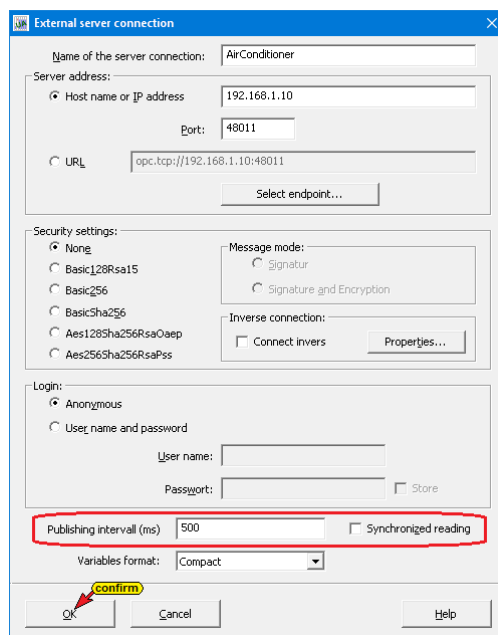 External server connection
Name of the server connection: AirConditioner
Server address:
Host name or IP address 192.168.1.10
Port: 48011
URL opc.tcp://192.168.1.10:48011
Select endpoint...
Security settings:
None
Basic128Rsa15
Basic256
BasicSha256
Aes128Sha256RsaOaep
Aes256Sha256RsaPss
Message mode:
Signatur
Signature and Encryption
Inverse connection:
Connect invers Properties...
Login:
Anonymous
User name and password
User name:
Passwort: Store
Publishing intervall (ms) 500 Synchronized reading
Variables format: Compact
confirm
OK Cancel Help